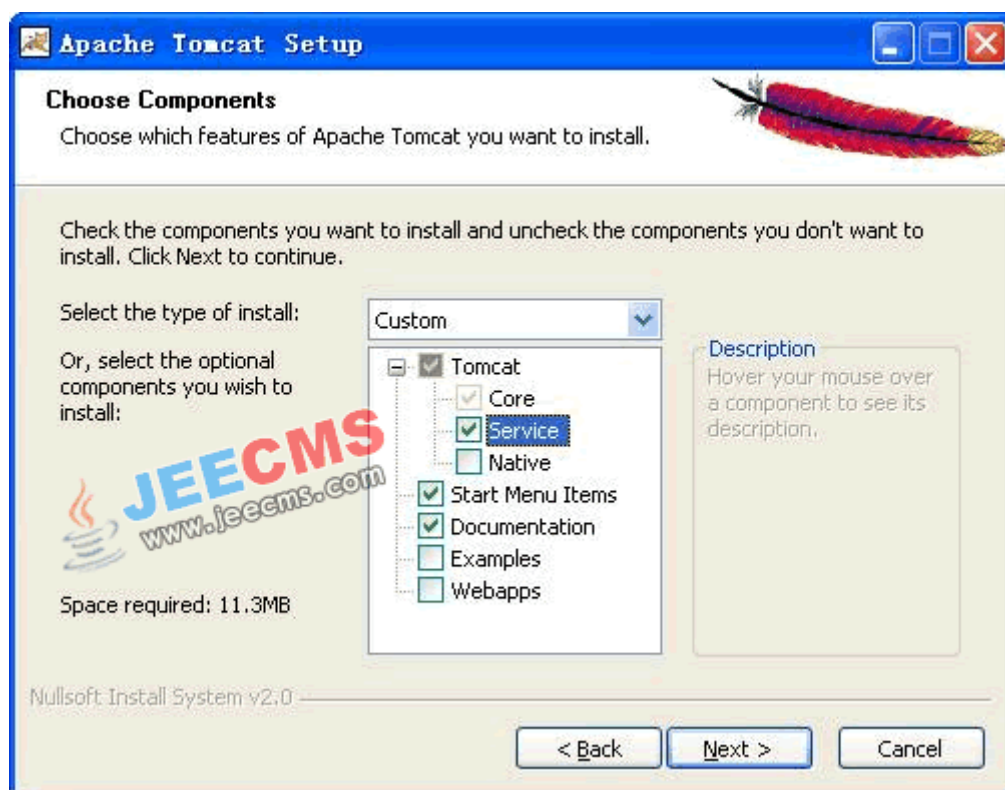 Apache Tomcat Setup
Choose Components
Choose which features of Apache Tomcat you want to install.
Check the components you want to install and uncheck the components you don't want to
install. Click Next to continue.
Select the type of install:
Custom
Or, select the optional
components you wish to
install:
Tomcat
Core
Service
Native
Start Menu Items
Documentation
Examples
Webapps
Description
Hover your mouse over
a component to see its
description.
JEECMS
www.jeecms.com
Space required: 11.3MB
Nullsoft Install System v2.0
< Back
Next >
Cancel